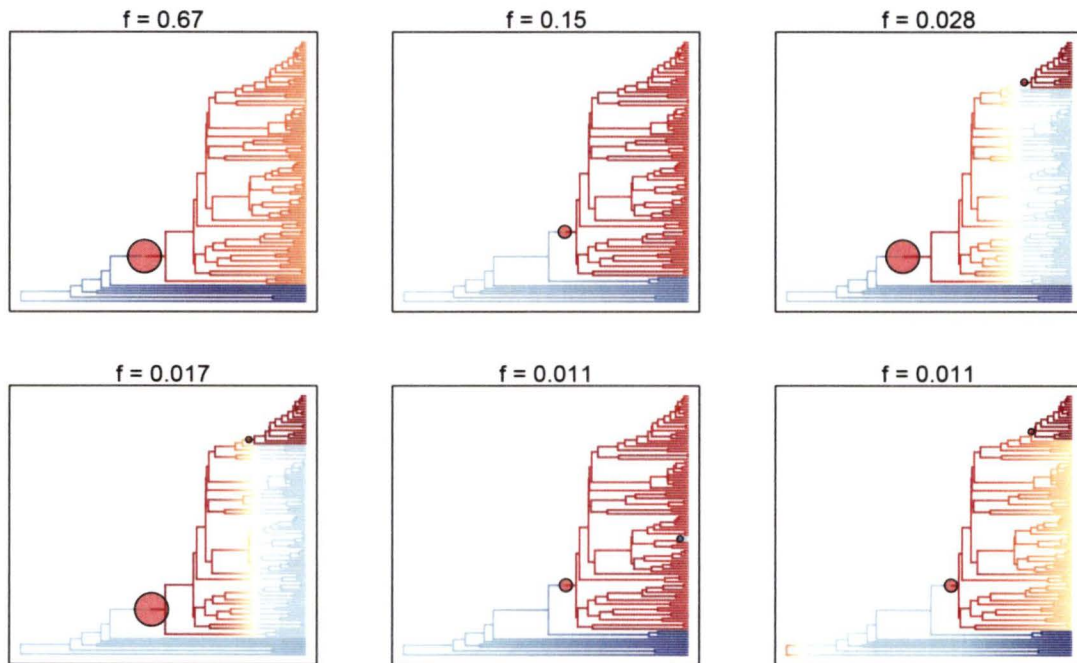 f = 0.67
f = 0.15
f = 0.028
f = 0.017
f = 0.011
f = 0.011